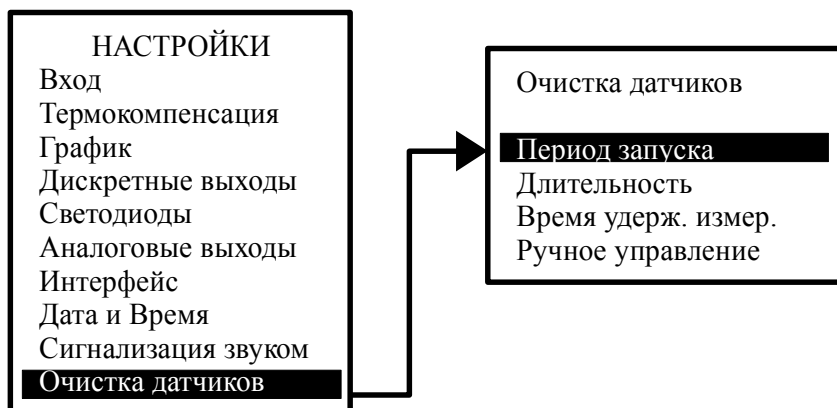 НАСТРОЙКИ
Вход
Термокомпенсация
График
Дискретные выходы
Светодиоды
Аналоговые выходы
Интерфейс
Дата и Время
Сигнализация звуком
Очистка датчиков
Очистка датчиков
Период запуска
Длительность
Время удерж. измер.
Ручное управление